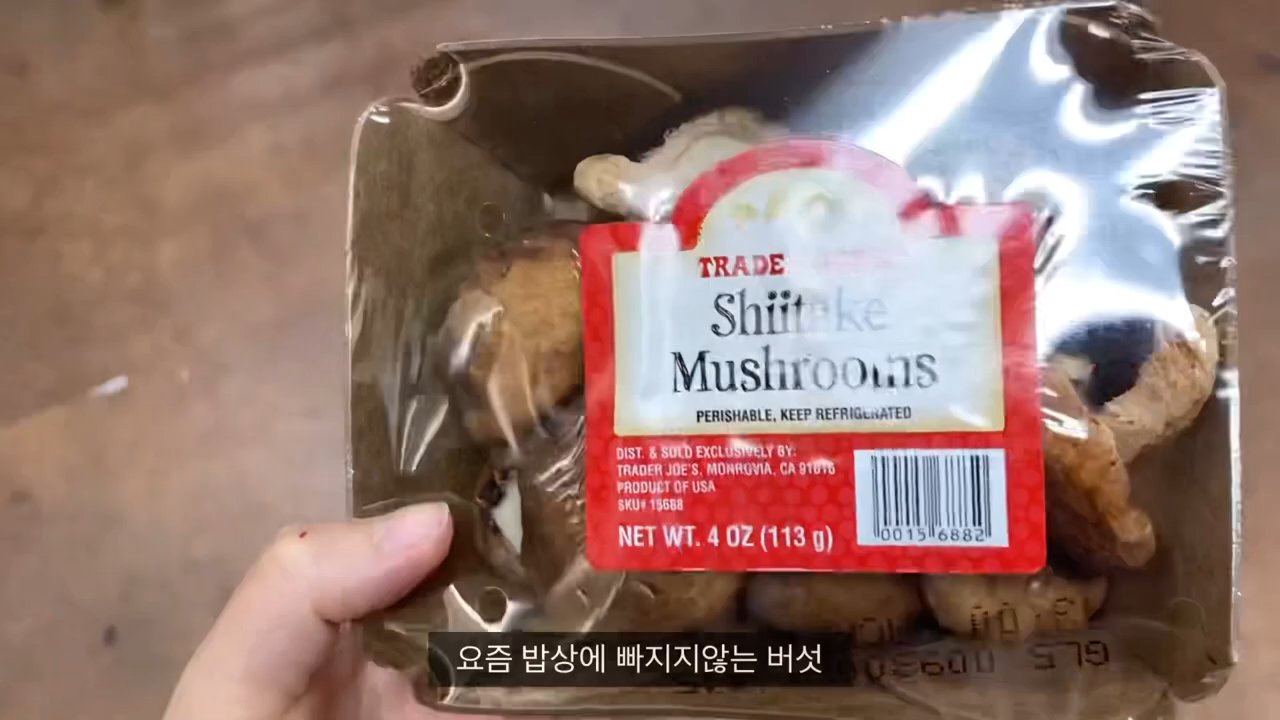 TRADE
Shiitake
Mushrooms
PERISHABLE, KEEP REFRIGERATED
DIST. & SOLD EXCLUSIVELY BY:
TRADER JOE'S, MONROVIA, CA 91016
PRODUCT OF USA
SKU# 15688
NET WT. 4 OZ (113 g)
0015 6882
요즘 밥상에 빠지지않는 버섯